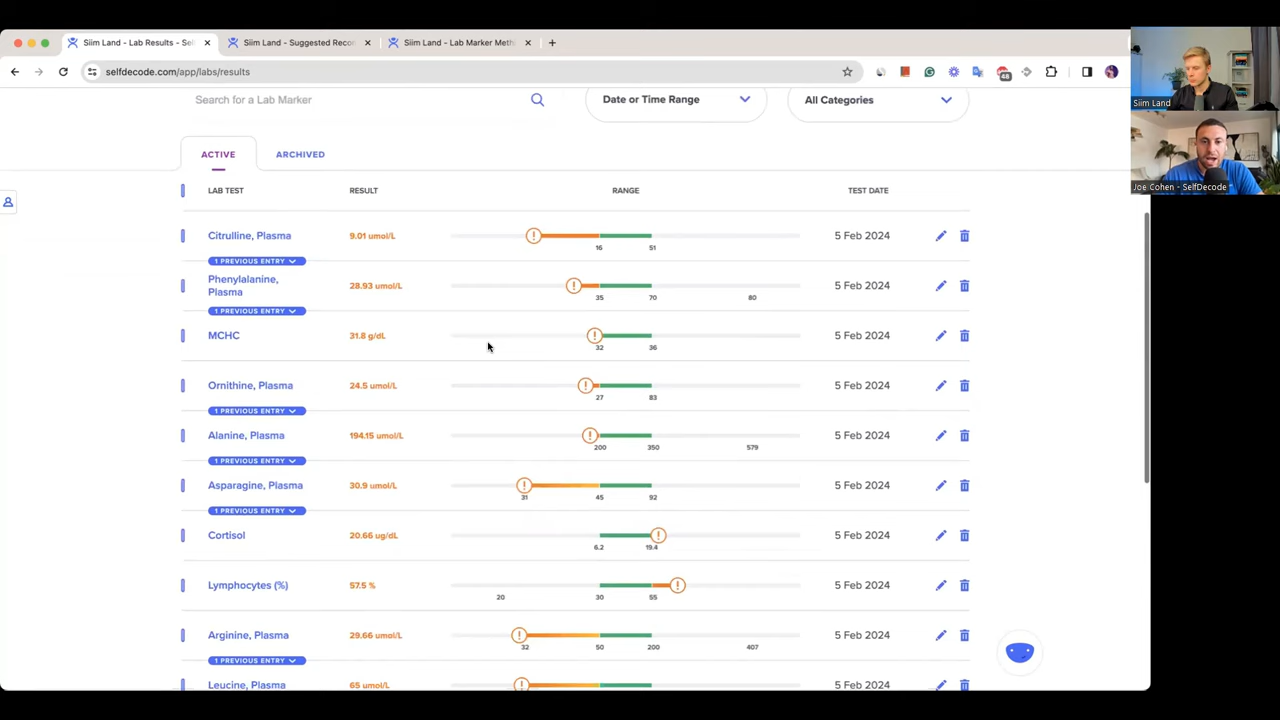 Siim Land - Lab Results - Sel
Siim Land - Suggested Recor
Siim Land - Lab Marker Meth
selfdecode.com/app/labs/results
48
Siim Land
Joe Cohen - SelfDecode
Search for a Lab Marker
Date or Time Range
All Categories
ACTIVE
ARCHIVED
LAB TEST RESULT RANGE TEST DATE
Citrulline, Plasma 9.01 umol/L 5 Feb 2024
16 51
1 PREVIOUS ENTRY
Phenylalanine,
Plasma
28.93 umol/L 5 Feb 2024
35 70 80
1 PREVIOUS ENTRY
MCHC 31.8 g/dL 5 Feb 2024
32 36
Ornithine, Plasma 24.5 umol/L 5 Feb 2024
27 83
1 PREVIOUS ENTRY
Alanine, Plasma 194.15 umol/L 5 Feb 2024
200 350 579
1 PREVIOUS ENTRY
Asparagine, Plasma 30.9 umol/L 5 Feb 2024
31 45 92
1 PREVIOUS ENTRY
Cortisol 20.66 ug/dL 5 Feb 2024
6.2 19.4
Lymphocytes (%) 57.5 % 5 Feb 2024
20 30 55
Arginine, Plasma 29.66 umol/L 5 Feb 2024
32 50 200 407
1 PREVIOUS ENTRY
Leucine, Plasma 65 umol/L 5 Feb 2024